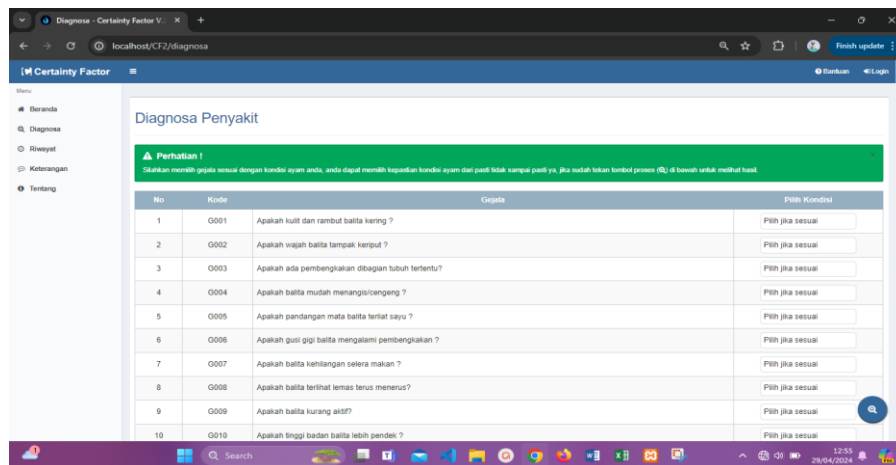 Diagnosa - Certainty Factor V.
localhost/CF2/diagnosa
Finish update
Certainty Factor
Bantuan
Login
Menu
Beranda
Diagnosa
Riwayat
Keterangan
Tentang
Diagnosa Penyakit
Perhatian !
Silahkan memilih gejala sesuai dengan kondisi ayam anda, anda dapat memilih kepastian kondisi ayam dari pasti tidak sampai pasti ya, jika sudah tekan tombol proses () di bawah untuk melihat hasil.
No Kode Gejala Pilih Kondisi
1 G001 Apakah kulit dan rambut balita kering ? Pilih jika sesuai
2 G002 Apakah wajah balita tampak keriput ? Pilih jika sesuai
3 G003 Apakah ada pembengkakan dibagian tubuh tertentu? Pilih jika sesuai
4 G004 Apakah balita mudah menangis/cengeng ? Pilih jika sesuai
5 G005 Apakah pandangan mata balita terliat sayu ? Pilih jika sesuai
6 G006 Apakah gusi gigi balita mengalami pembengkakan ? Pilih jika sesuai
7 G007 Apakah balita kehilangan selera makan ? Pilih jika sesuai
8 G008 Apakah balita terlihat lemas terus menerus? Pilih jika sesuai
9 G009 Apakah balita kurang aktif? Pilih jika sesuai
10 G010 Apakah tinggi badan balita lebih pendek ? Pilih jika sesuai
Search
12:55
29/04/2024